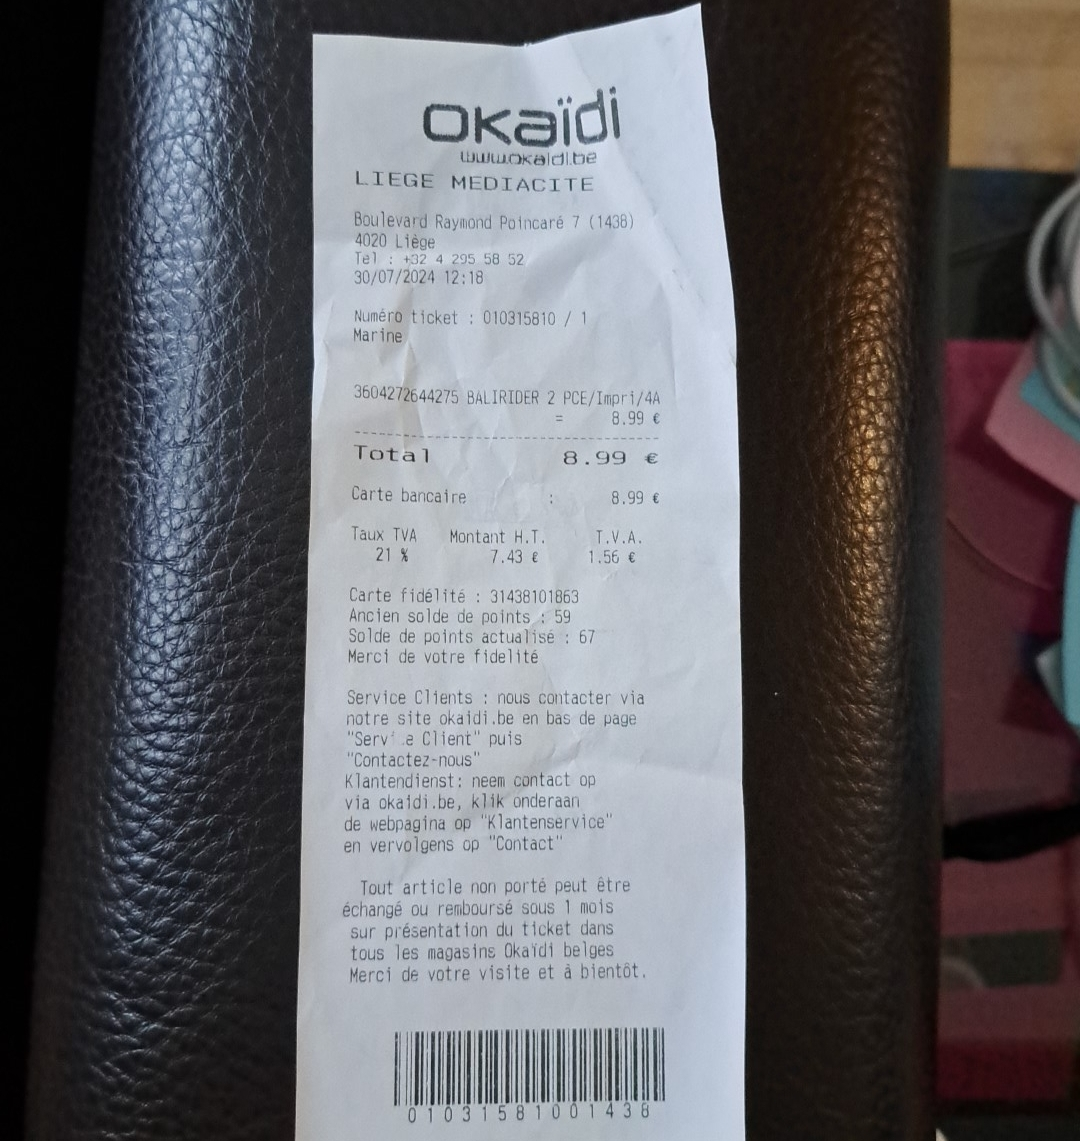 okaïdi
www.okaidi.be
LIEGE MEDIACITE
Boulevard Raymond Poincaré 7 (1438)
4020 Liège
Tel : +32 4 295 58 52
30/07/2024 12:18
Numéro ticket : 010315810 / 1
Marine
3604272644275 BALIRIDER 2 PCE/Impri/4A
= 8.99 €
Total 8.99 €
Carte bancaire : 8.99 €
Taux TVA Montant H.T. T.V.A.
21 % 7.43 € 1.56 €
Carte fidélité : 31438101863
Ancien solde de points : 59
Solde de points actualisé : 67
Merci de votre fidelité
Service Clients : nous contacter via
notre site okaidi.be en bas de page
"Service Client" puis
"Contactez-nous"
Klantendienst: neem contact op
via okaidi.be, klik onderaan
de webpagina op "Klantenservice"
en vervolgens op "Contact"
Tout article non porté peut être
échangé ou remboursé sous 1 mois
sur présentation du ticket dans
tous les magasins Okaïdi belges
Merci de votre visite et à bientôt.
01031581001438